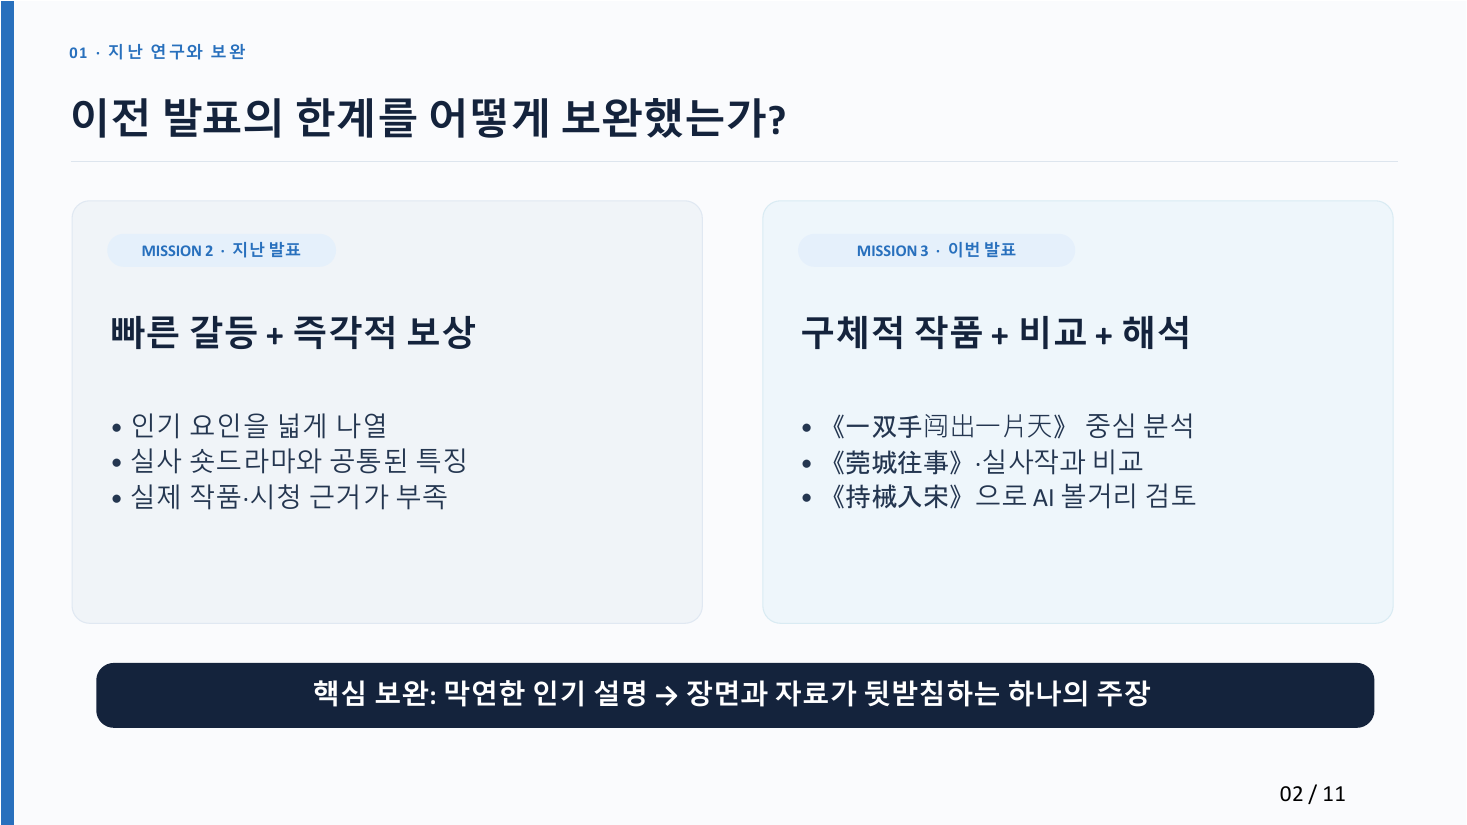 01 · 지난 연구와 보완
이전 발표의 한계를 어떻게 보완했는가?
MISSION 2 · 지난 발표
빠른 갈등 + 즉각적 보상
• 인기 요인을 넓게 나열
• 실사 숏드라마와 공통된 특징
• 실제 작품·시청 근거가 부족
MISSION 3 · 이번 발표
구체적 작품 + 비교 + 해석
• 《一双手闯出一片天》 중심 분석
• 《莞城往事》·실사작과 비교
• 《持械入宋》으로 AI 볼거리 검토
핵심 보완: 막연한 인기 설명 → 장면과 자료가 뒷받침하는 하나의 주장
02 / 11